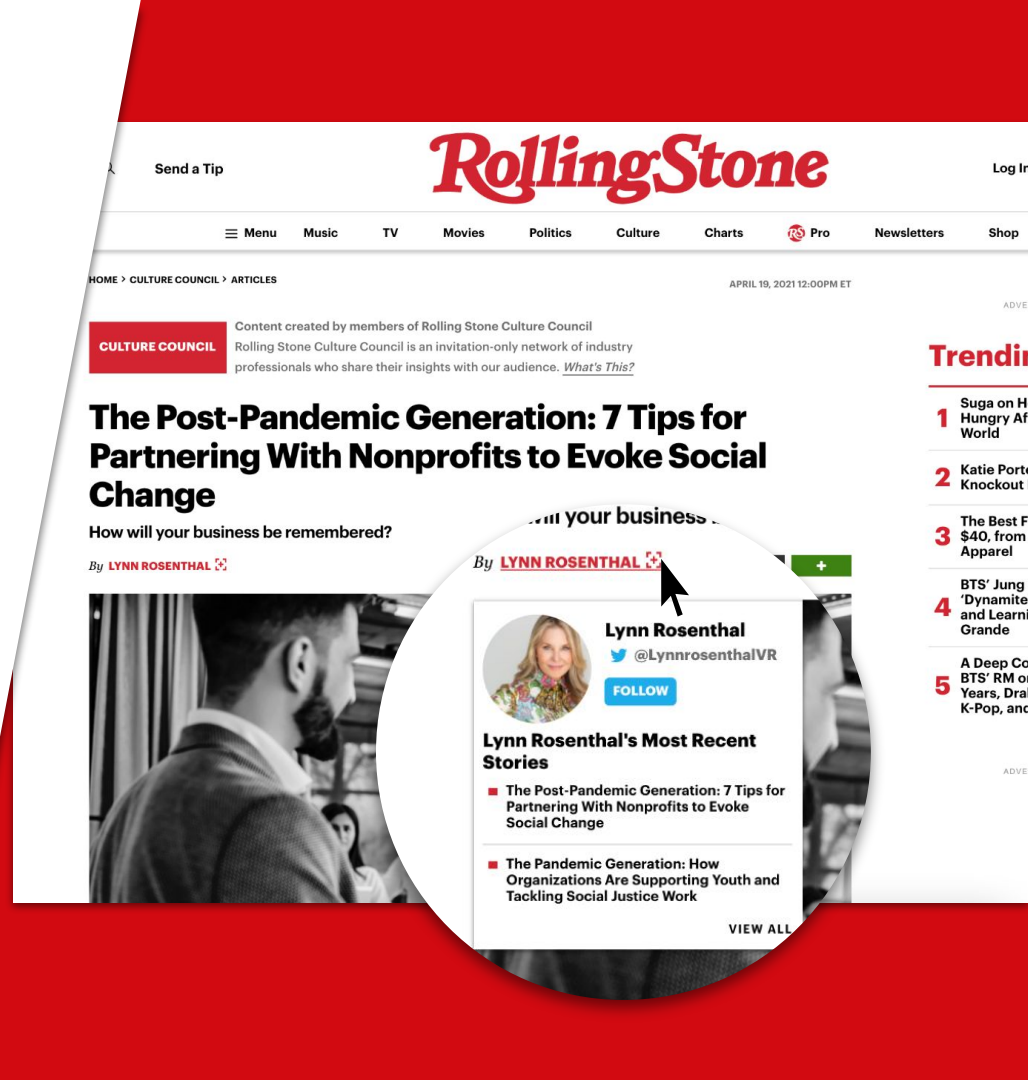 Send a Tip
RollingStone
Log In
Menu Music TV Movies Politics Culture Charts RS Pro Newsletters Shop
HOME > CULTURE COUNCIL > ARTICLES
APRIL 19, 2021 12:00PM ET
CULTURE COUNCIL
Content created by members of Rolling Stone Culture Council
Rolling Stone Culture Council is an invitation-only network of industry
professionals who share their insights with our audience. What's This?
The Post-Pandemic Generation: 7 Tips for
Partnering With Nonprofits to Evoke Social
Change
How will your business be remembered?
By LYNN ROSENTHAL
your business
By LYNN ROSENTHAL
+
Lynn Rosenthal
@LynnrosenthalVR
FOLLOW
Lynn Rosenthal's Most Recent
Stories
The Post-Pandemic Generation: 7 Tips for
Partnering With Nonprofits to Evoke
Social Change
The Pandemic Generation: How
Organizations Are Supporting Youth and
Tackling Social Justice Work
VIEW ALL
1
Suga on
Hungry
World
2
Katie
Knockout
3
The Best
$40, from
Apparel
4
BTS’ Jung
‘Dynamite
and
Grande
5
A Deep
BTS’ RM
Years,
K-Pop, and